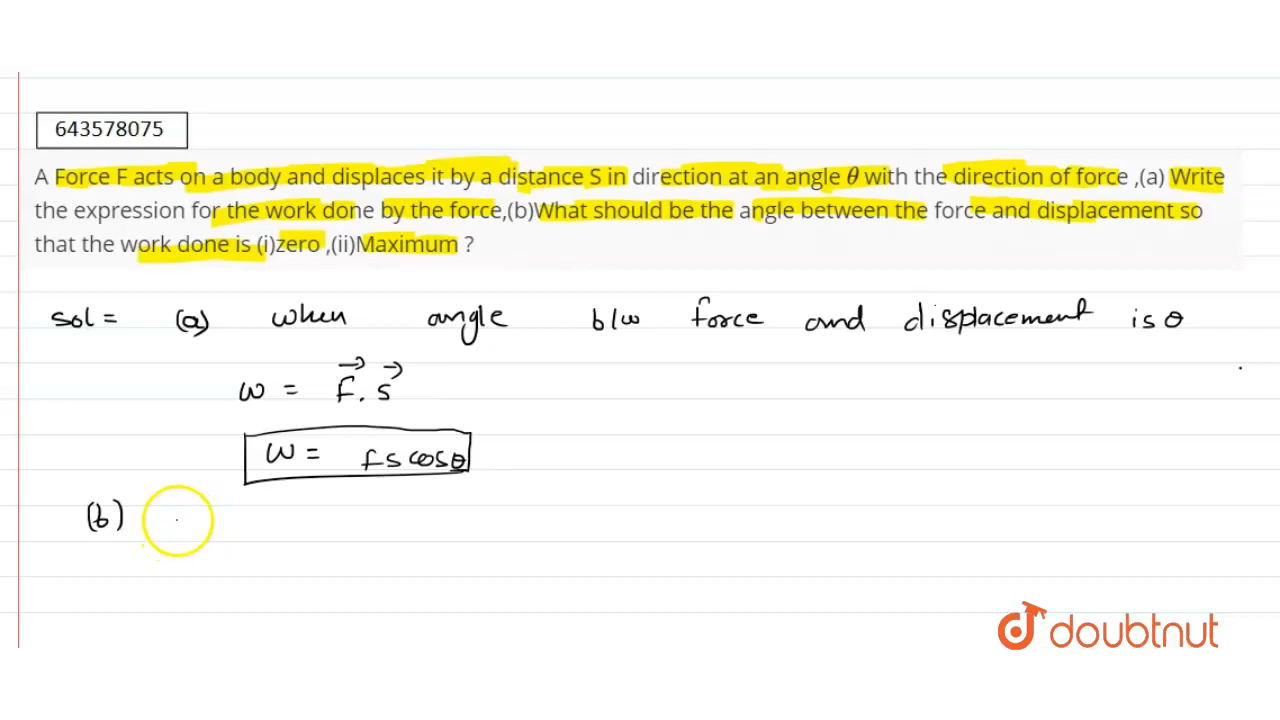 643578075
A Force F acts on a body and displaces it by a distance S in direction at an angle θ with the direction of force ,(a) Write
the expression for the work done by the force,(b)What should be the angle between the force and displacement so
that the work done is (i)zero ,(ii)Maximum ?
sol = (a) when angle b/w force and displacement is θ
w = f⃗ . s⃗
w = fs cosθ
(b)
doubtnut